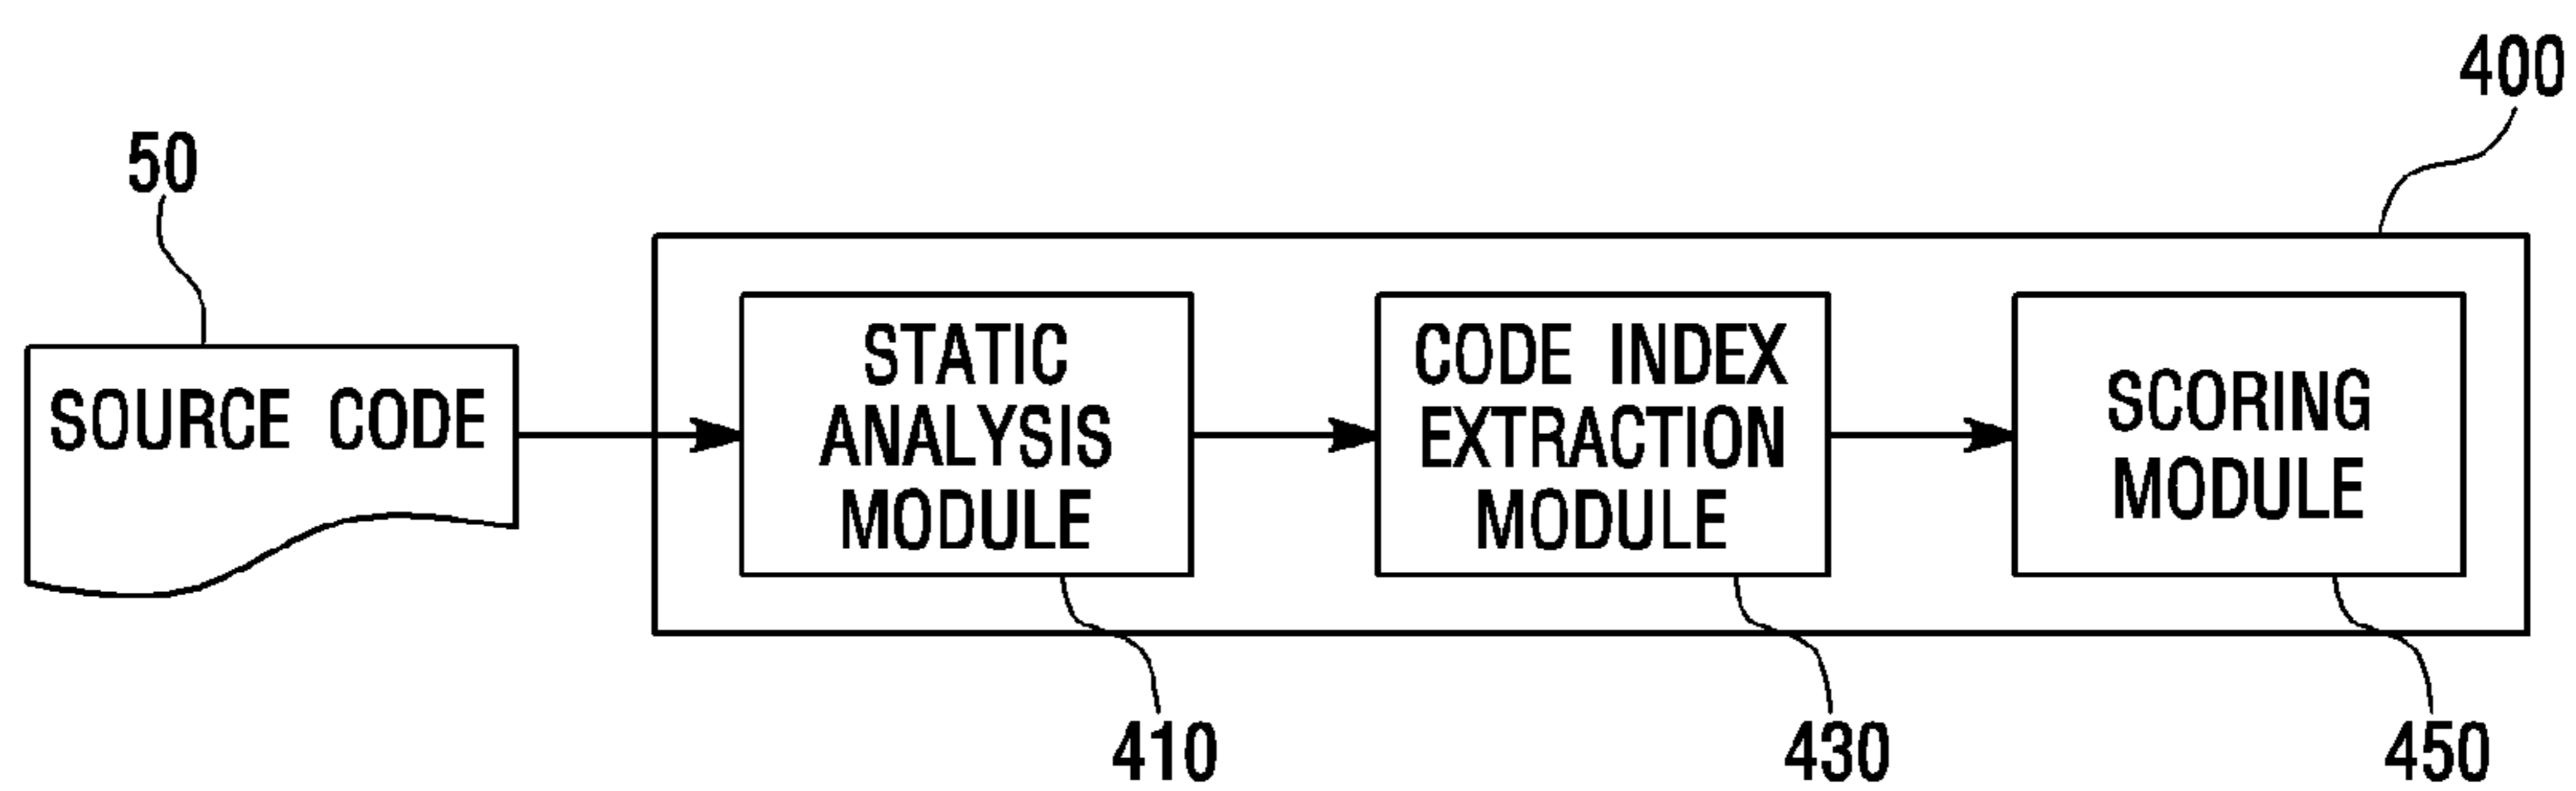 400
50
SOURCE CODE
STATIC
ANALYSIS
MODULE
CODE INDEX
EXTRACTION
MODULE
SCORING
MODULE
410
430
450